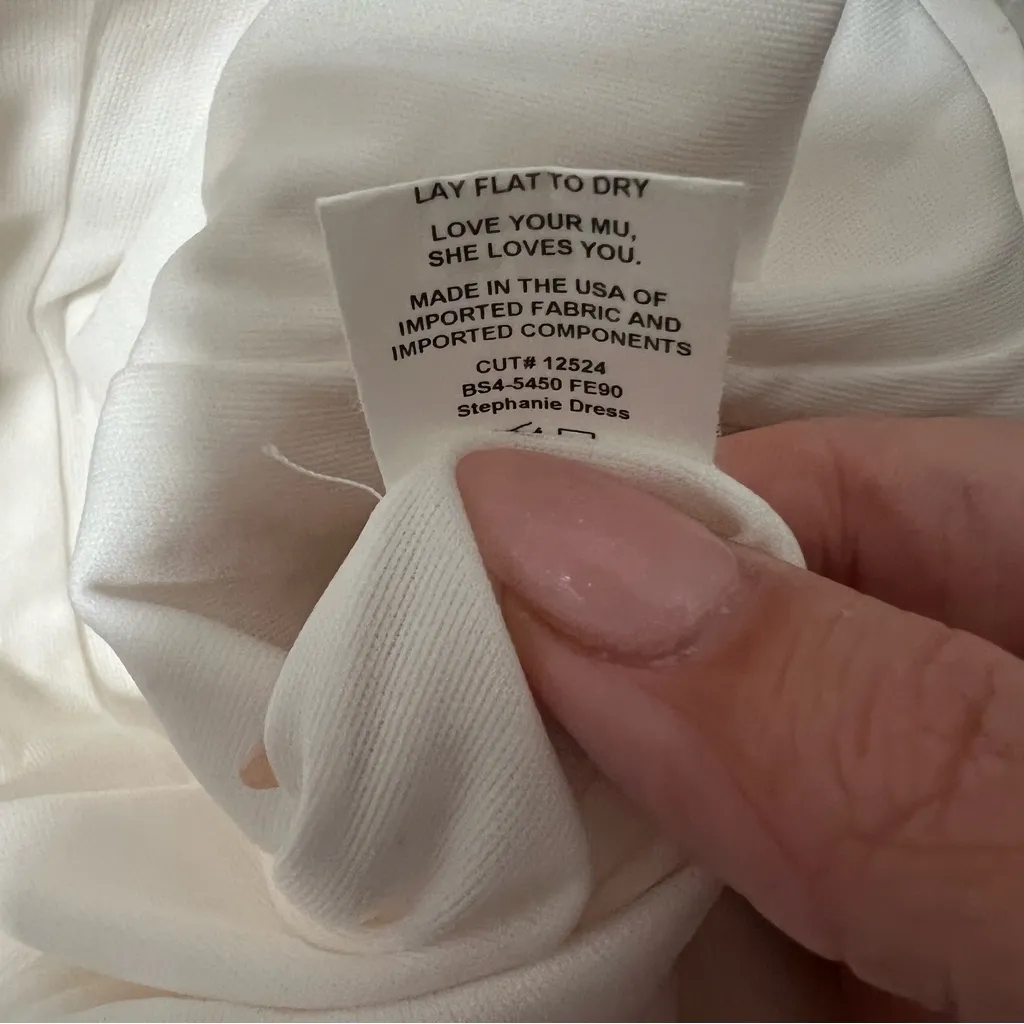 LAY FLAT TO DRY
LOVE YOUR MU,
SHE LOVES YOU.
MADE IN THE USA OF
IMPORTED FABRIC AND
IMPORTED COMPONENTS
CUT# 12524
BS4-5450 FE90
Stephanie Dress